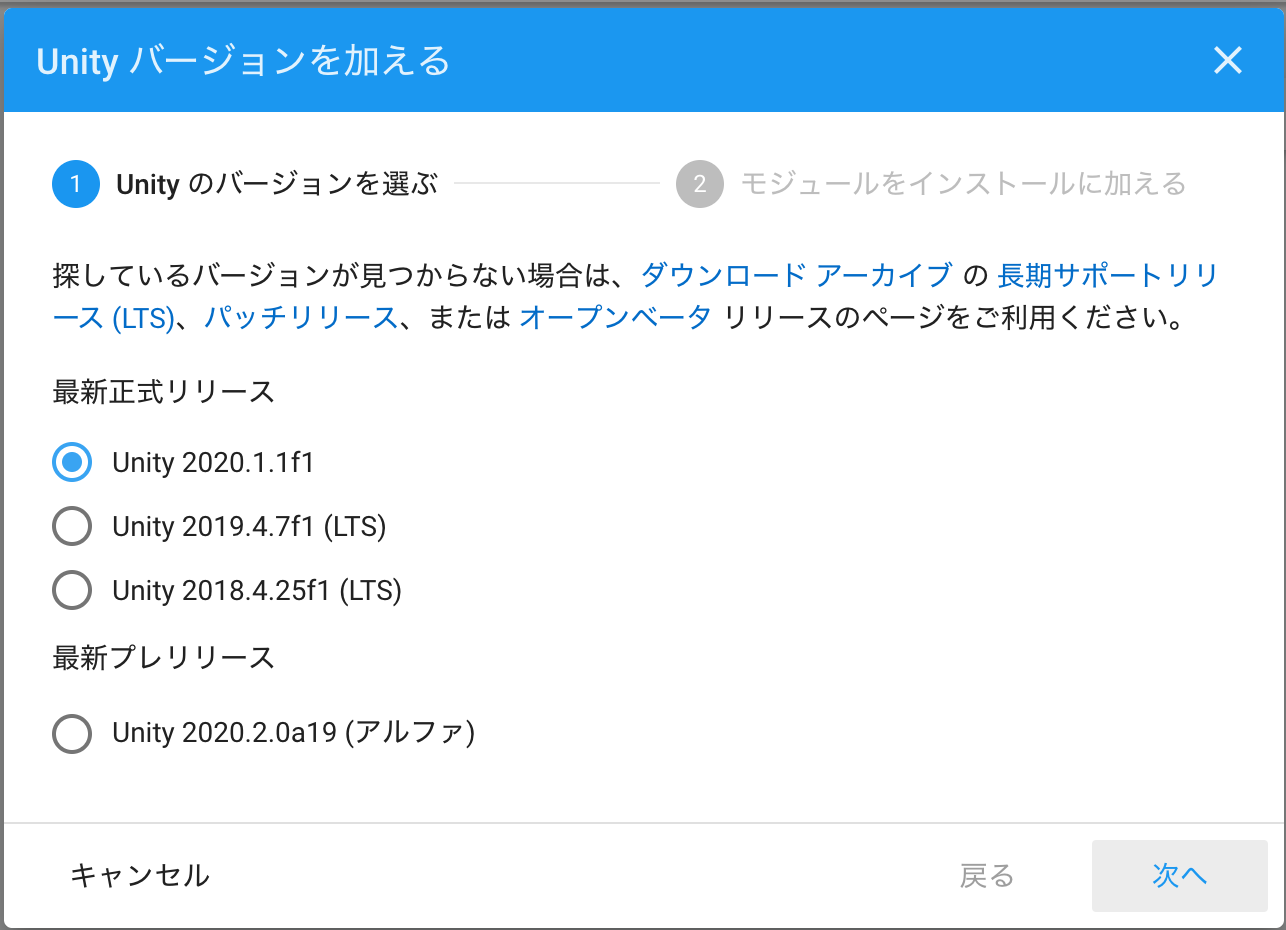 Unity バージョンを加える
1 Unity のバージョンを選ぶ 2 モジュールをインストールに加える
探しているバージョンが見つからない場合は、ダウンロード アーカイブ の 長期サポートリリ
ース (LTS)、パッチリリース、または オープンベータ リリースのページをご利用ください。
最新正式リリース
Unity 2020.1.1f1
Unity 2019.4.7f1 (LTS)
Unity 2018.4.25f1 (LTS)
最新プレリリース
Unity 2020.2.0a19 (アルファ)
キャンセル 戻る 次へ